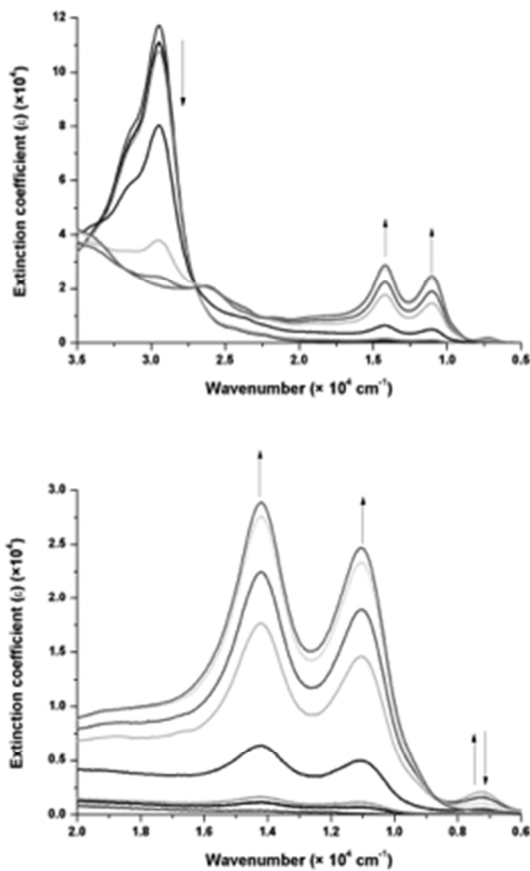 Extinction coefficient (ε) (×10⁴)
12
10
8
6
4
2
0
3.5 3.0 2.5 2.0 1.5 1.0 0.5
Wavenumber (× 10⁴ cm⁻¹)
Extinction coefficient (ε) (×10⁴)
3.0
2.5
2.0
1.5
1.0
0.5
0.0
2.0 1.8 1.6 1.4 1.2 1.0 0.8 0.6
Wavenumber (× 10⁴ cm⁻¹)